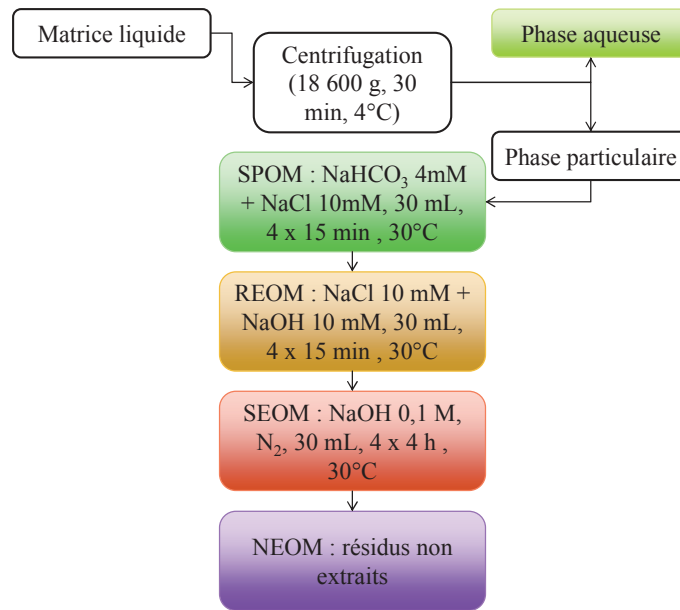 Matrice liquide
Centrifugation
(18 600 g, 30
min, 4°C)
Phase aqueuse
Phase particulaire
SPOM : NaHCO₃ 4mM
+ NaCl 10mM, 30 mL,
4 x 15 min , 30°C
REOM : NaCl 10 mM +
NaOH 10 mM, 30 mL,
4 x 15 min , 30°C
SEOM : NaOH 0,1 M,
N₂, 30 mL, 4 x 4 h ,
30°C
NEOM : résidus non
extraits